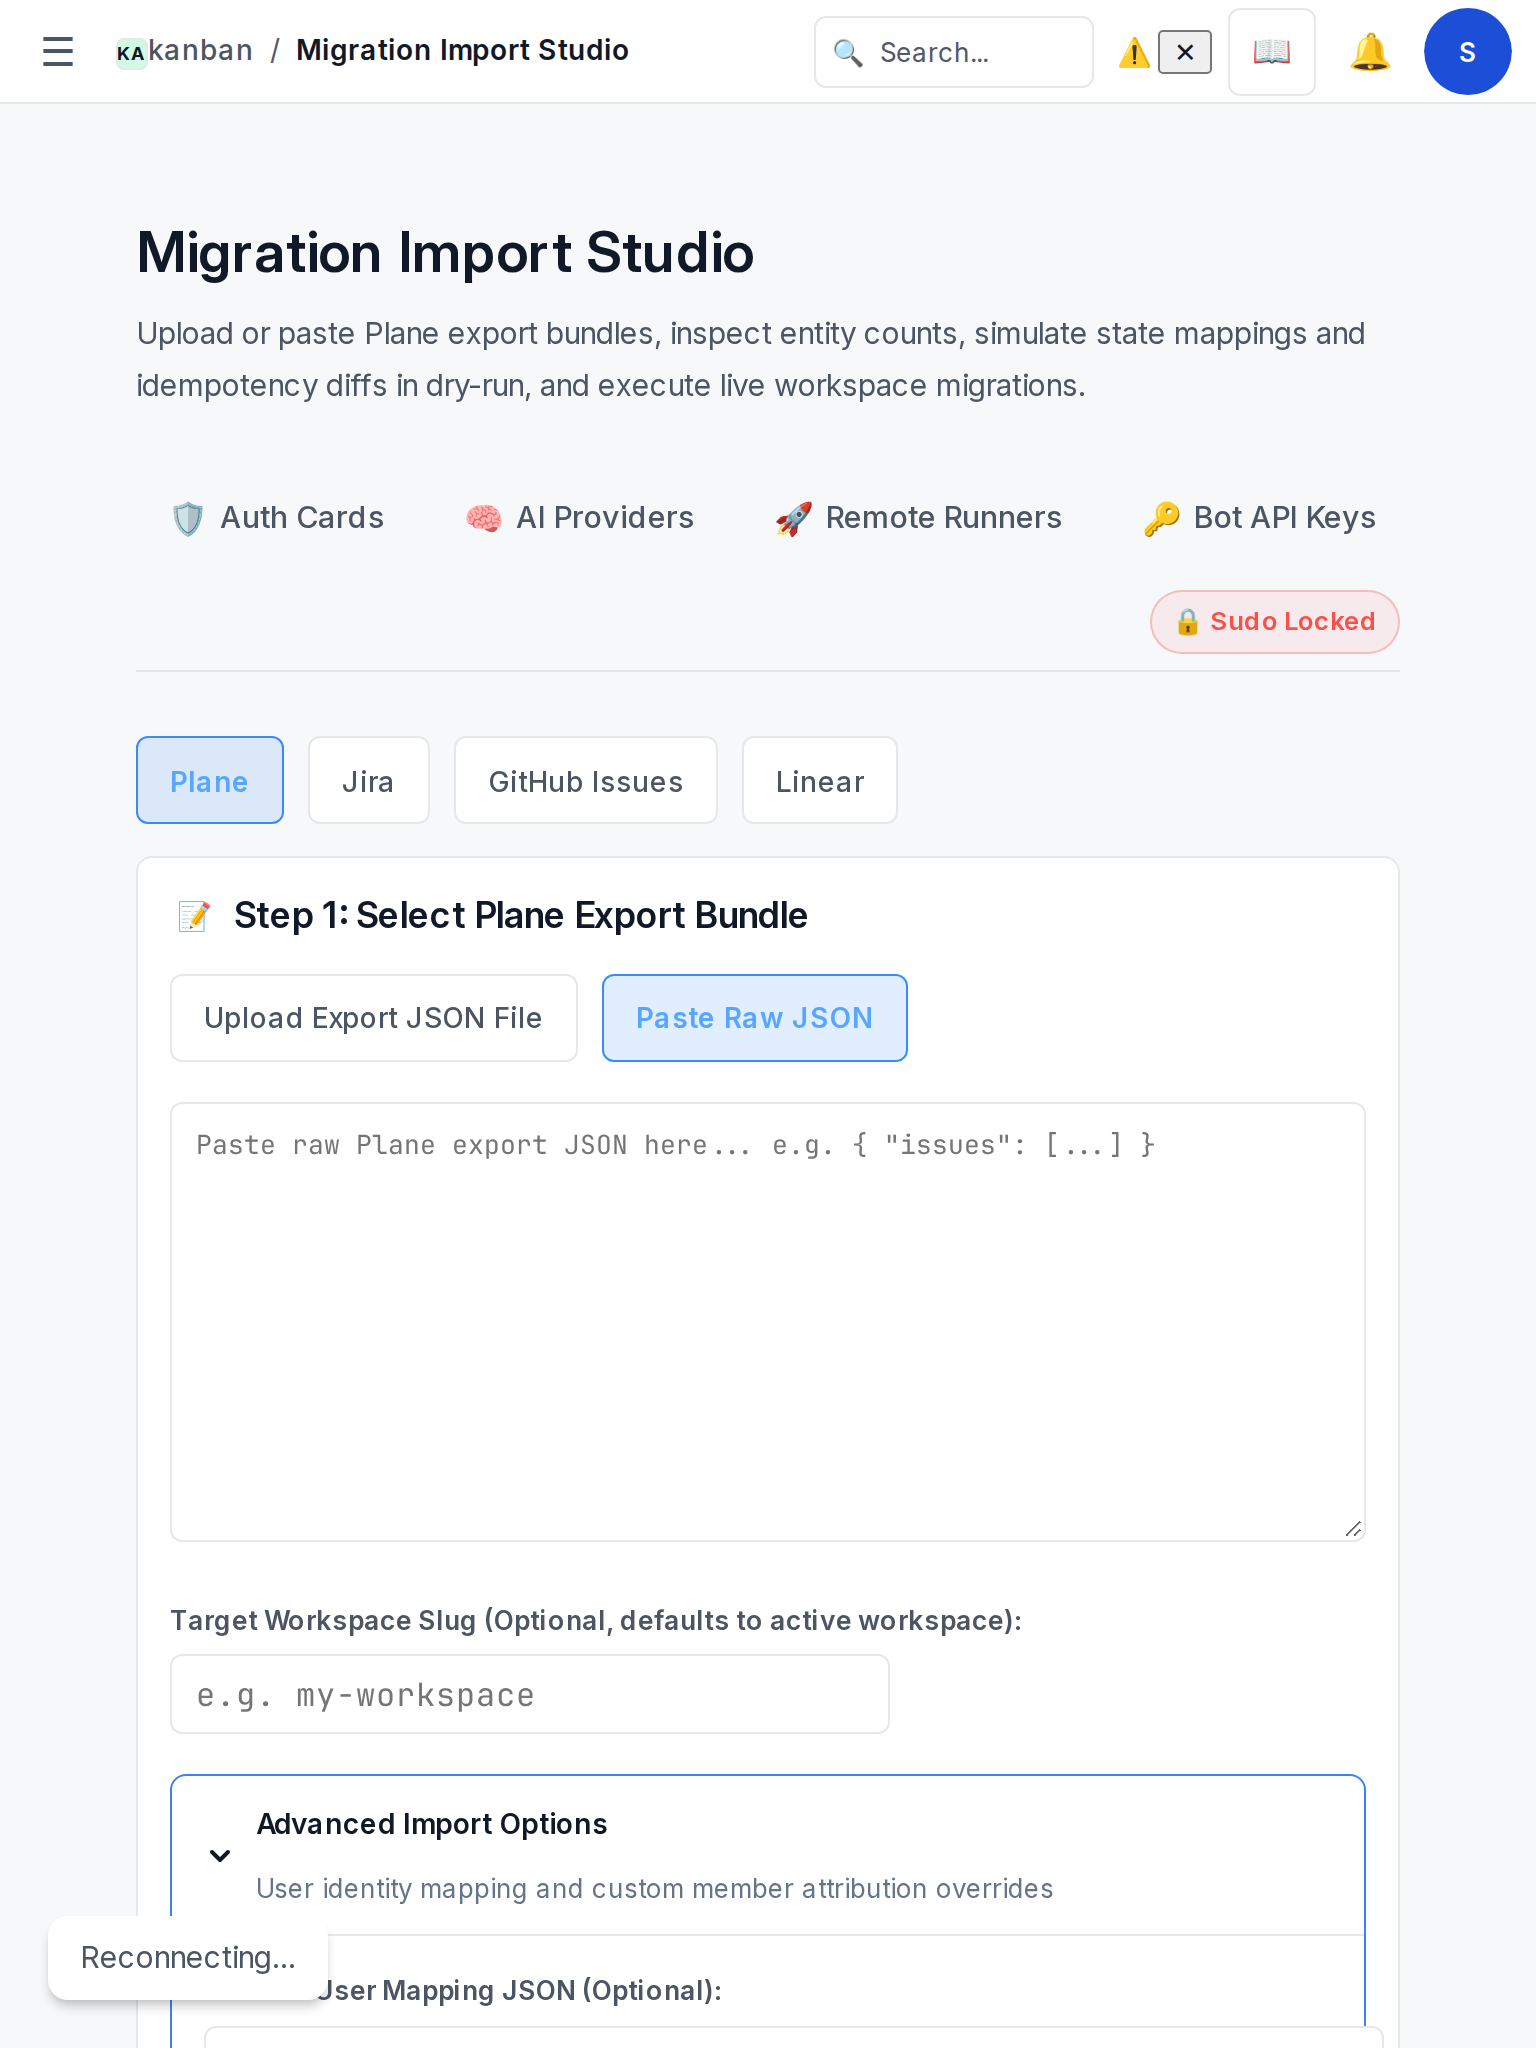 KA kanban / Migration Import Studio
Search...
S
Migration Import Studio
Upload or paste Plane export bundles, inspect entity counts, simulate state mappings and
idempotency diffs in dry-run, and execute live workspace migrations.
Auth Cards
AI Providers
Remote Runners
Bot API Keys
Sudo Locked
Plane
Jira
GitHub Issues
Linear
Step 1: Select Plane Export Bundle
Upload Export JSON File
Paste Raw JSON
Paste raw Plane export JSON here... e.g. { "issues": [...] }
Target Workspace Slug (Optional, defaults to active workspace):
e.g. my-workspace
Advanced Import Options
User identity mapping and custom member attribution overrides
Reconnecting...
User Mapping JSON (Optional):